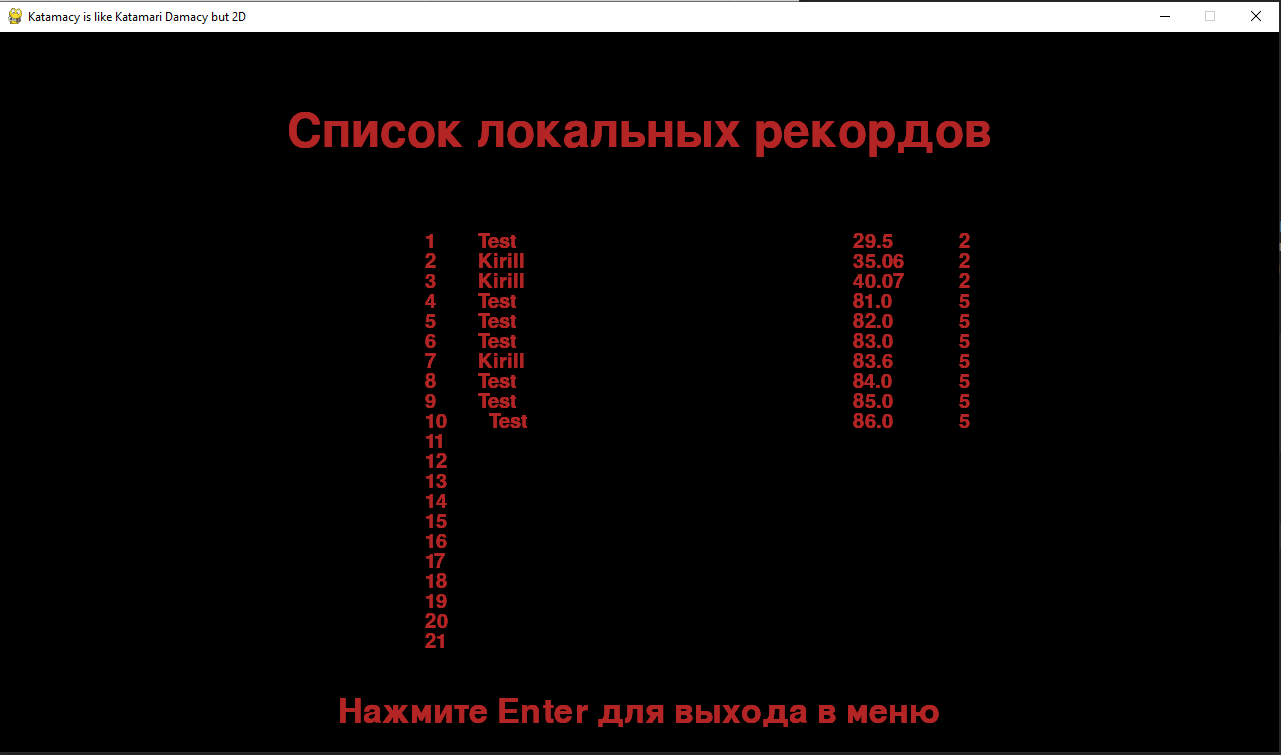 Katamacy is like Katamari Damacy but 2D
Список локальных рекордов
1 Test 29.5 2
2 Kirill 35.06 2
3 Kirill 40.07 2
4 Test 81.0 5
5 Test 82.0 5
6 Test 83.0 5
7 Kirill 83.6 5
8 Test 84.0 5
9 Test 85.0 5
10 Test 86.0 5
11
12
13
14
15
16
17
18
19
20
21
Нажмите Enter для выхода в меню